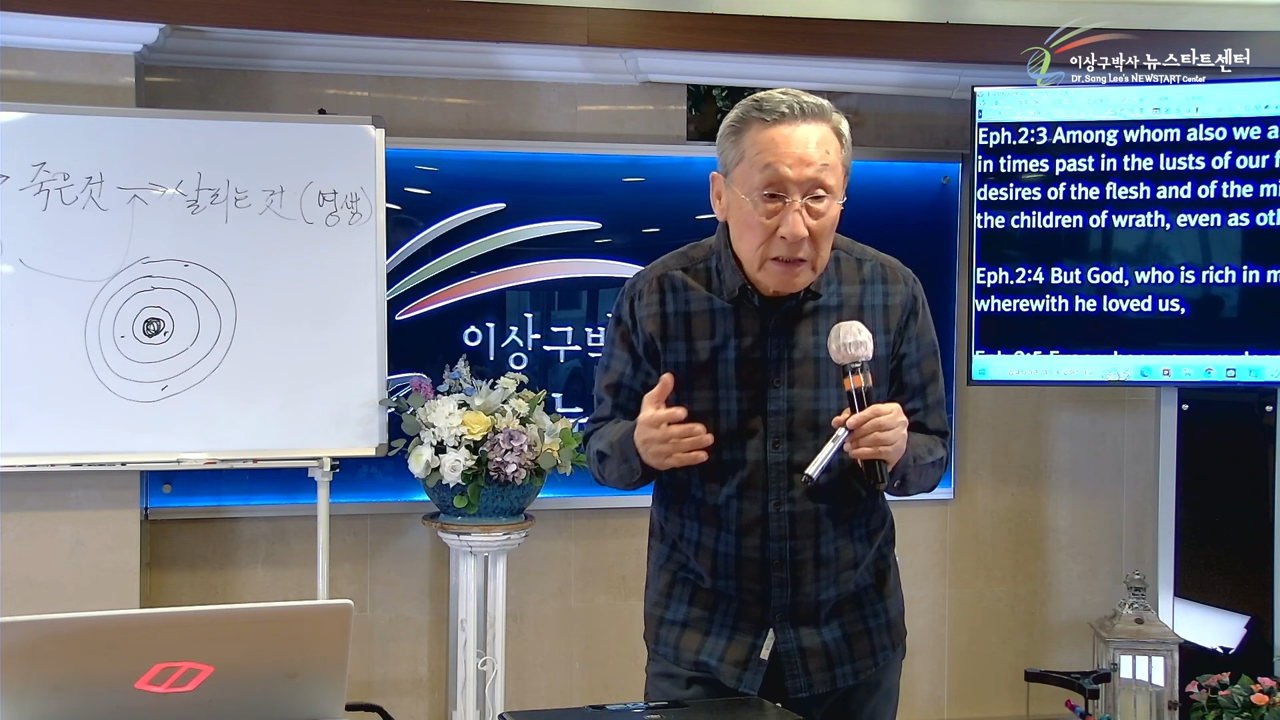 이상구박사 뉴스타트센터
Dr.Sang Lee's NEWSTART Center
죽은것 → 살리는 것 (영생)
이상구박
Eph.2:3 Among whom also we a
in times past in the lusts of our f
desires of the flesh and of the mi
the children of wrath, even as ot
Eph.2:4 But God, who is rich in m
wherewith he loved us,